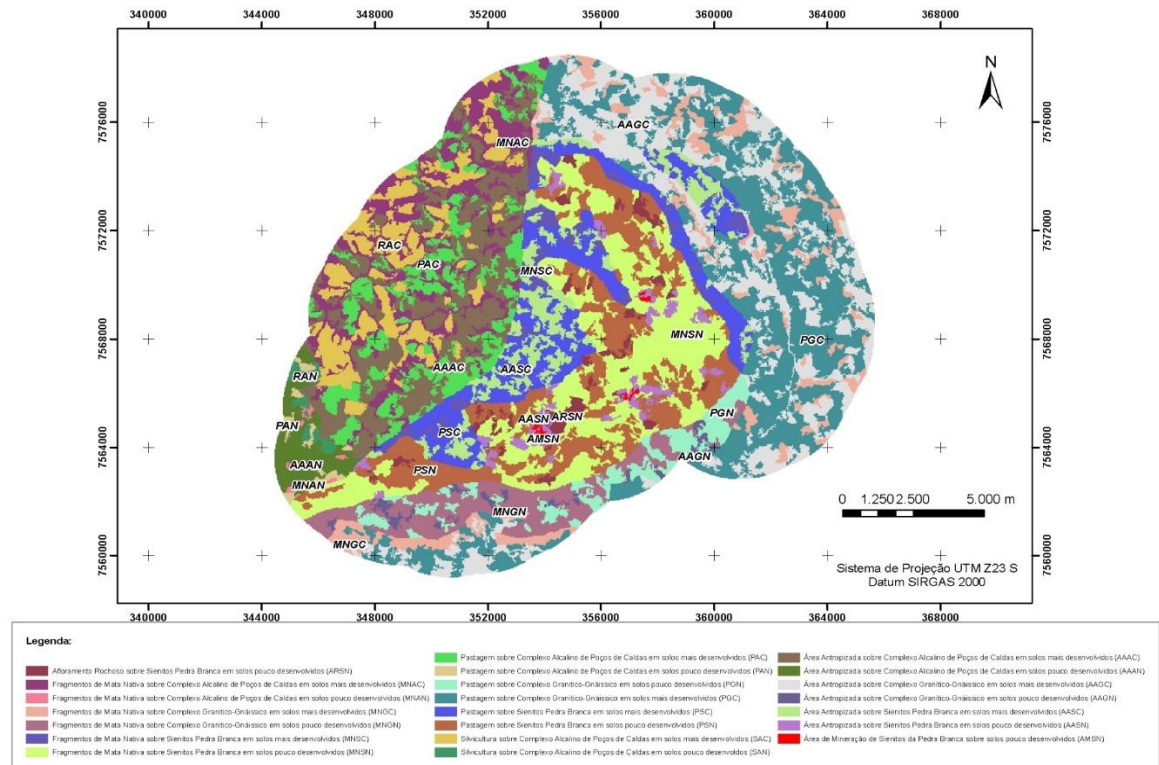 340000 344000 348000 352000 356000 360000 364000 368000
N
7576000 7576000
7572000 7572000
7568000 7568000
7564000 7564000
7560000 7560000
AAGC
MNAC
RAC
PAC
MNSC
MNSN
PGC
RAN
AAAC
AASC
PAN
PSC
AASN
ARSN
AMSN
PGN
AAGN
AAAN
PSN
MNAN
MNGN
MNGC
0 1.250 2.500 5.000 m
Sistema de Projeção UTM Z23 S
Datum SIRGAS 2000
340000 344000 348000 352000 356000 360000 364000 368000
Legenda:
Afloramento Rochoso sobre Sienitos Pedra Branca em solos pouco desenvolvidos (ARSN)
Fragmentos de Mata Nativa sobre Complexo Alcalino de Poços de Caldas em solos mais desenvolvidos (MNAC)
Fragmentos de Mata Nativa sobre Complexo Alcalino de Poços de Caldas em solos pouco desenvolvidos (MNAN)
Fragmentos de Mata Nativa sobre Complexo Granítico-Gnáissico em solos mais desenvolvidos (MNGC)
Fragmentos de Mata Nativa sobre Complexo Granítico-Gnáissico em solos pouco desenvolvidos (MNGN)
Fragmentos de Mata Nativa sobre Sienitos Pedra Branca em solos mais desenvolvidos (MNSC)
Fragmentos de Mata Nativa sobre Sienitos Pedra Branca em solos pouco desenvolvidos (MNSN)
Pastagem sobre Complexo Alcalino de Poços de Caldas em solos mais desenvolvidos (PAC)
Pastagem sobre Complexo Alcalino de Poços de Caldas em solos pouco desenvolvidos (PAN)
Pastagem sobre Complexo Granítico-Gnáissico em solos pouco desenvolvidos (PGN)
Pastagem sobre Complexo Granítico-Gnáissico em solos mais desenvolvidos (PGC)
Pastagem sobre Sienitos Pedra Branca em solos mais desenvolvidos (PSC)
Pastagem sobre Sienitos Pedra Branca em solos pouco desenvolvidos (PSN)
Silvicultura sobre Complexo Alcalino de Poços de Caldas em solos mais desenvolvidos (SAC)
Silvicultura sobre Complexo Alcalino de Poços de Caldas em solos pouco desenvoldos (SAN)
Área Antropizada sobre Complexo Alcalino de Poços de Caldas em solos mais desenvolvidos (AAAC)
Área Antropizada sobre Complexo Alcalino de Poços de Caldas em solos pouco desenvolvidos (AAAN)
Área Antropizada sobre Complexo Granítico-Gnáissico em solos mais desenvolvidos (AAGC)
Área Antropizada sobre Complexo Granítico-Gnáissico em solos pouco desenvolvidos (AAGN)
Área Antropizada sobre Sienitos Pedra Branca em solos mais desenvolvidos (AASC)
Área Antropizada sobre Sienitos Pedra Branca em solos pouco desenvolvidos (AASN)
Área de Mineração de Sienitos da Pedra Branca sobre solos pouco desenvolvidos (AMSN)